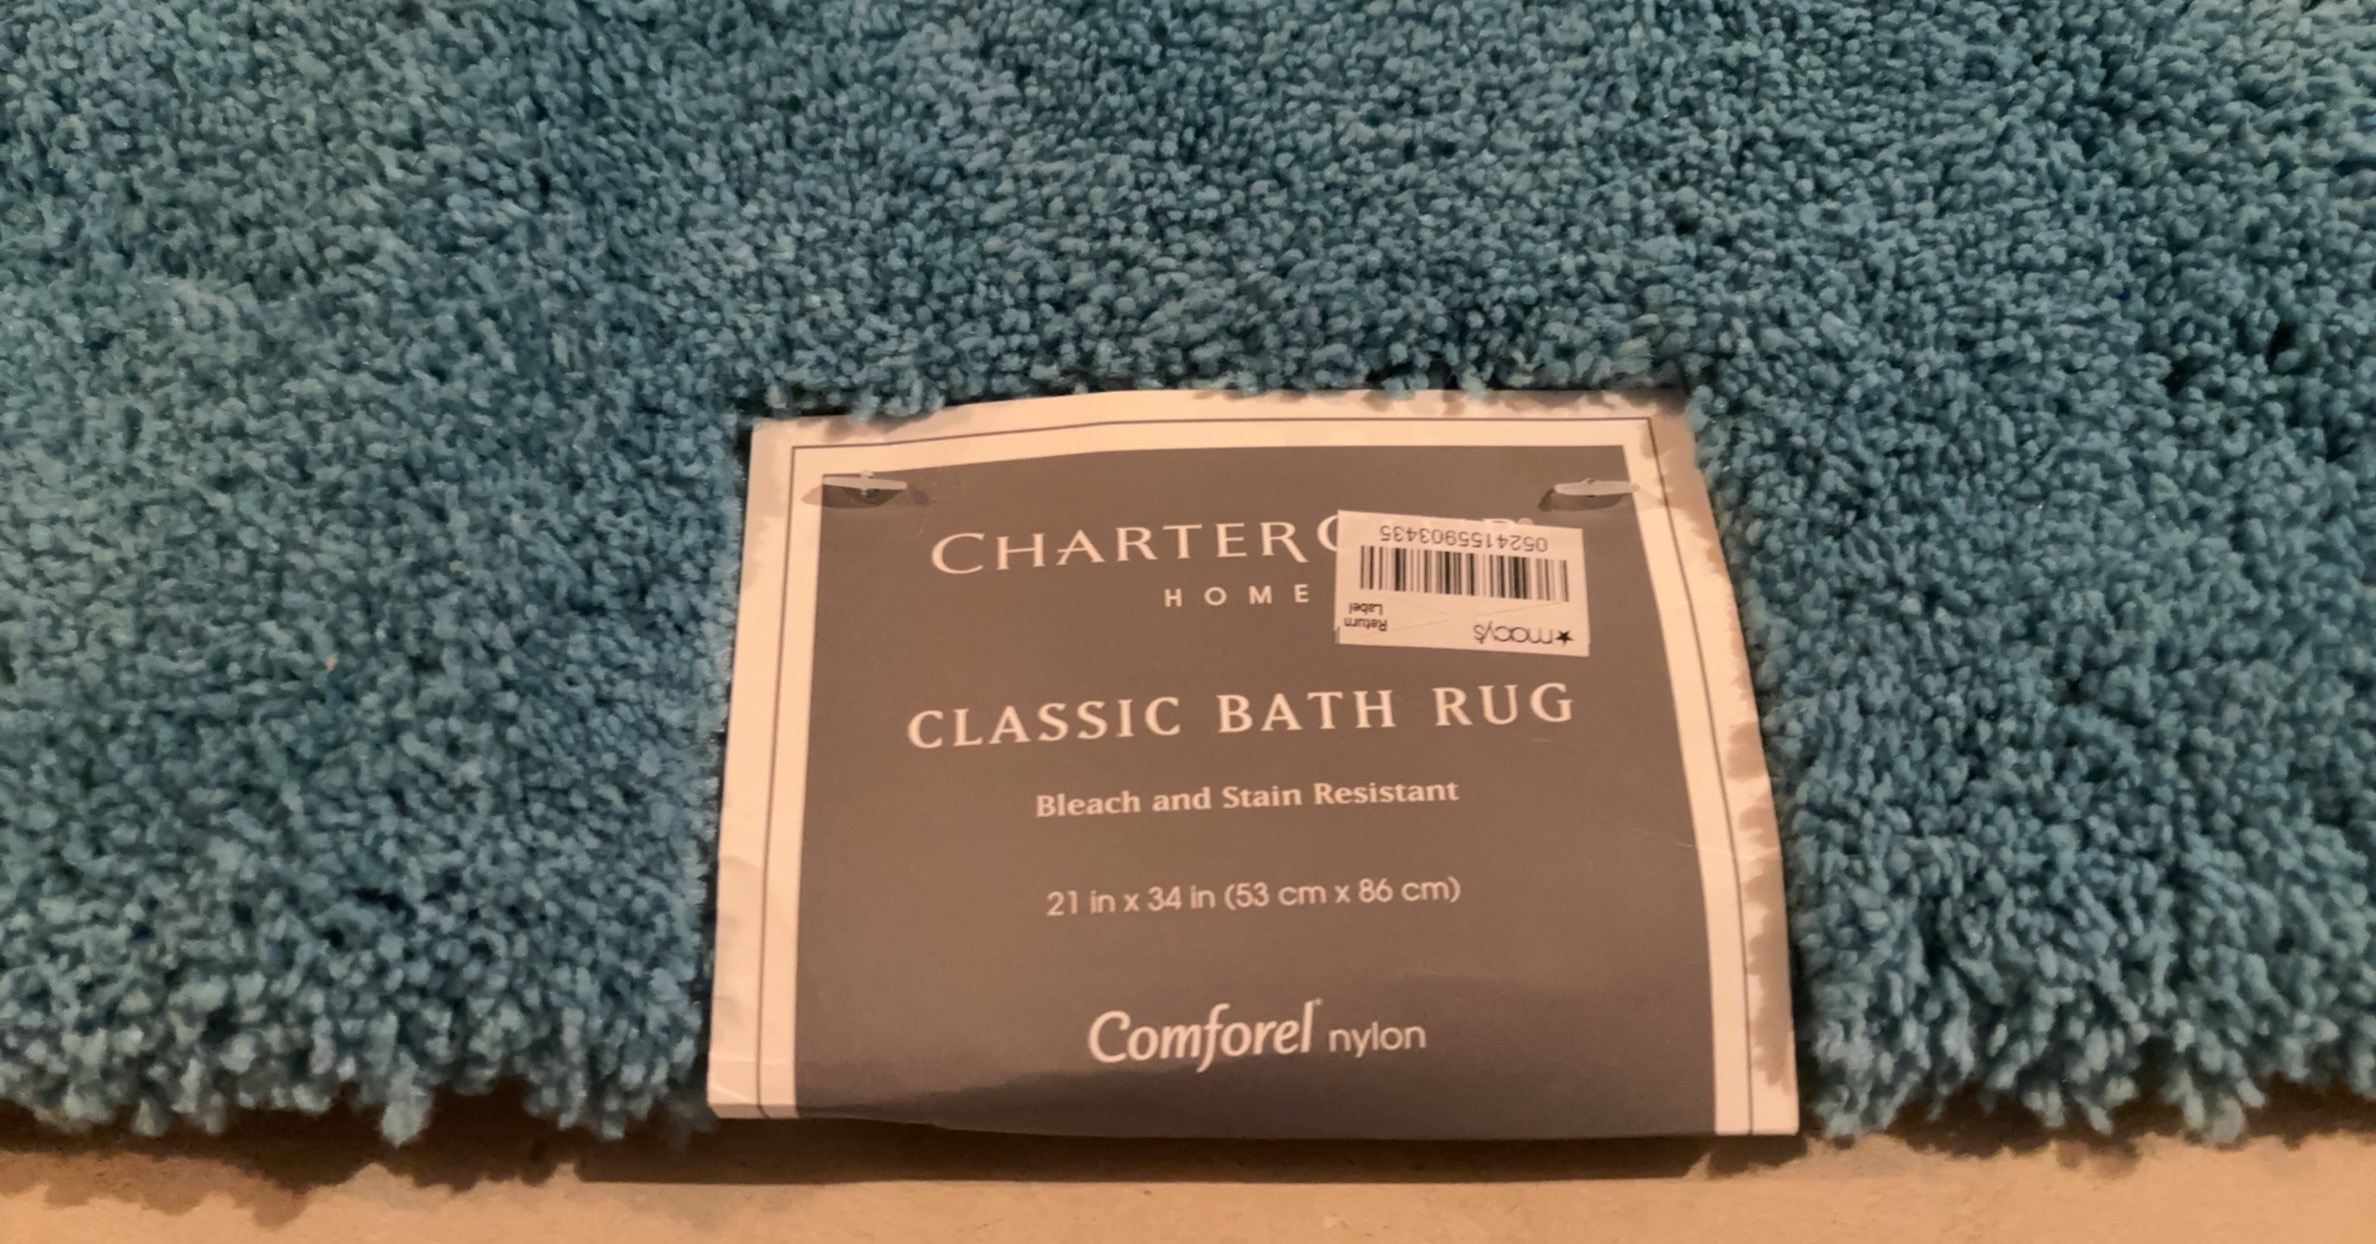 CHARTER
HOME
0524155903435
Return
Label
★macy's
CLASSIC BATH RUG
Bleach and Stain Resistant
21 in x 34 in (53 cm x 86 cm)
Comforel® nylon